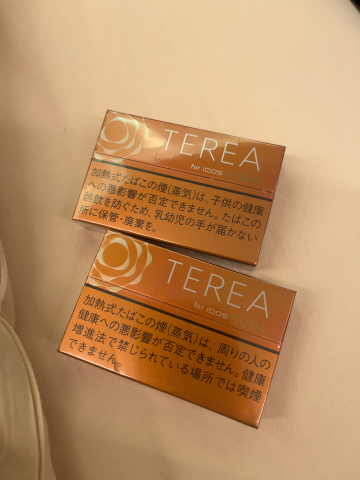 TEREA
for IQOS
加熱式たばこの煙(蒸気)は、子供の健康
への悪影響が否定できません。たばこの
誤飲を防ぐため、乳幼児の手が届かない
所に保管・廃棄を。
TEREA
for IQOS
加熱式たばこの煙(蒸気)は、周りの人の
健康への悪影響が否定できません。健康
増進法で禁じられている場所では喫煙
できません。